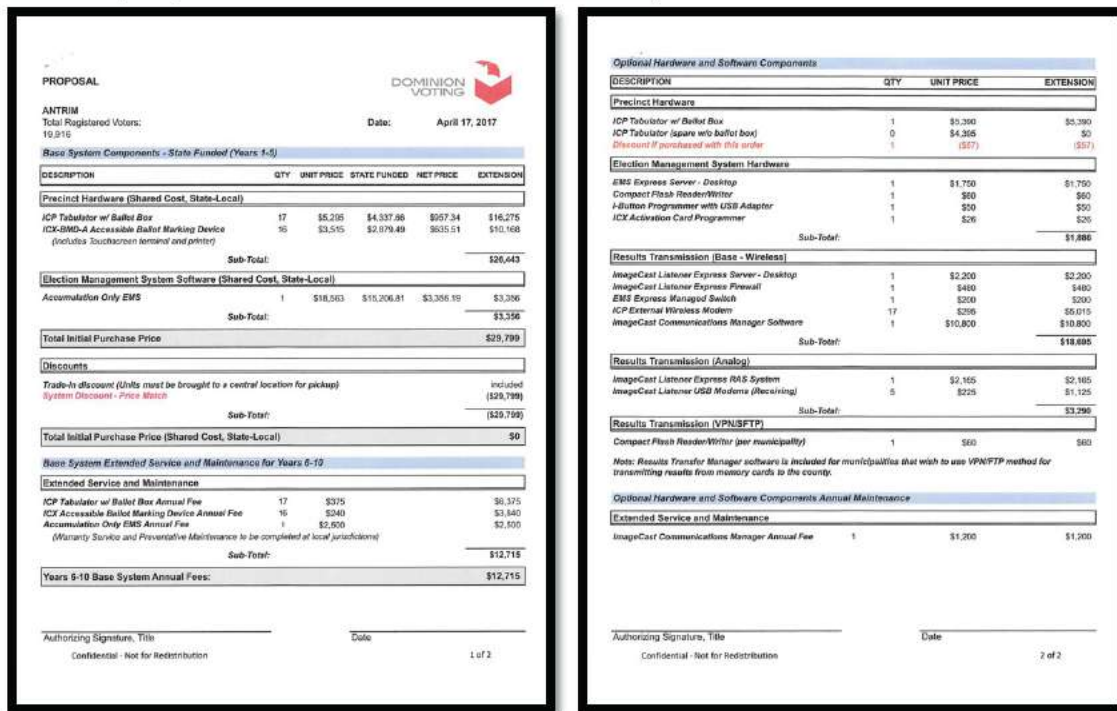 PROPOSAL
DOMINION
VOTING
ANTRIM
Total Registered Voters: Date: April 17, 2017
19,916
Base System Components - State Funded (Years 1-5)
DESCRIPTION QTY UNIT PRICE STATE FUNDED NET PRICE EXTENSION
Precinct Hardware (Shared Cost, State-Local)
ICP Tabulator w/ Ballot Box 17 $5,295 $4,337.66 $957.34 $16,275
ICX-BMD-A Accessible Ballot Marking Device 16 $3,515 $2,879.49 $635.51 $10,168
(Includes Touchscreen terminal and printer)
Sub-Total: $26,443
Election Management System Software (Shared Cost, State-Local)
Accumulation Only EMS 1 $18,563 $15,206.81 $3,356.19 $3,356
Sub-Total: $3,356
Total Initial Purchase Price $29,799
Discounts
Trade-In discount (Units must be brought to a central location for pickup) included
System Discount - Price Match ($29,799)
Sub-Total: ($29,799)
Total Initial Purchase Price (Shared Cost, State-Local) $0
Base System Extended Service and Maintenance for Years 6-10
Extended Service and Maintenance
ICP Tabulator w/ Ballot Box Annual Fee 17 $375 $6,375
ICX Accessible Ballot Marking Device Annual Fee 16 $240 $3,840
Accumulation Only EMS Annual Fee 1 $2,500 $2,500
(Warranty Service and Preventative Maintenance to be completed at local jurisdictions)
Sub-Total: $12,715
Years 6-10 Base System Annual Fees: $12,715
Authorizing Signature, Title Date
Confidential - Not for Redistribution 1 of 2
Optional Hardware and Software Components
DESCRIPTION QTY UNIT PRICE EXTENSION
Precinct Hardware
ICP Tabulator w/ Ballot Box 1 $5,390 $5,390
ICP Tabulator (spare w/o ballot box) 0 $4,395 $0
Discount if purchased with this order 1 ($57) ($57)
Election Management System Hardware
EMS Express Server - Desktop 1 $1,750 $1,750
Compact Flash Reader/Writer 1 $60 $60
I-Button Programmer with USB Adapter 1 $50 $50
ICX Activation Card Programmer 1 $26 $26
Sub-Total: $1,886
Results Transmission (Base - Wireless)
ImageCast Listener Express Server - Desktop 1 $2,200 $2,200
ImageCast Listener Express Firewall 1 $480 $480
EMS Express Managed Switch 1 $200 $200
ICP External Wireless Modem 17 $295 $5,015
ImageCast Communications Manager Software 1 $10,800 $10,800
Sub-Total: $18,695
Results Transmission (Analog)
ImageCast Listener Express RAS System 1 $2,165 $2,165
ImageCast Listener USB Modems (Receiving) 5 $225 $1,125
Sub-Total: $3,290
Results Transmission (VPN/SFTP)
Compact Flash Reader/Writer (per municipality) 1 $60 $60
Note: Results Transfer Manager software is included for municipalities that wish to use VPN/FTP method for
transmitting results from memory cards to the county.
Optional Hardware and Software Components Annual Maintenance
Extended Service and Maintenance
ImageCast Communications Manager Annual Fee 1 $1,200 $1,200
Authorizing Signature, Title Date
Confidential - Not for Redistribution 2 of 2